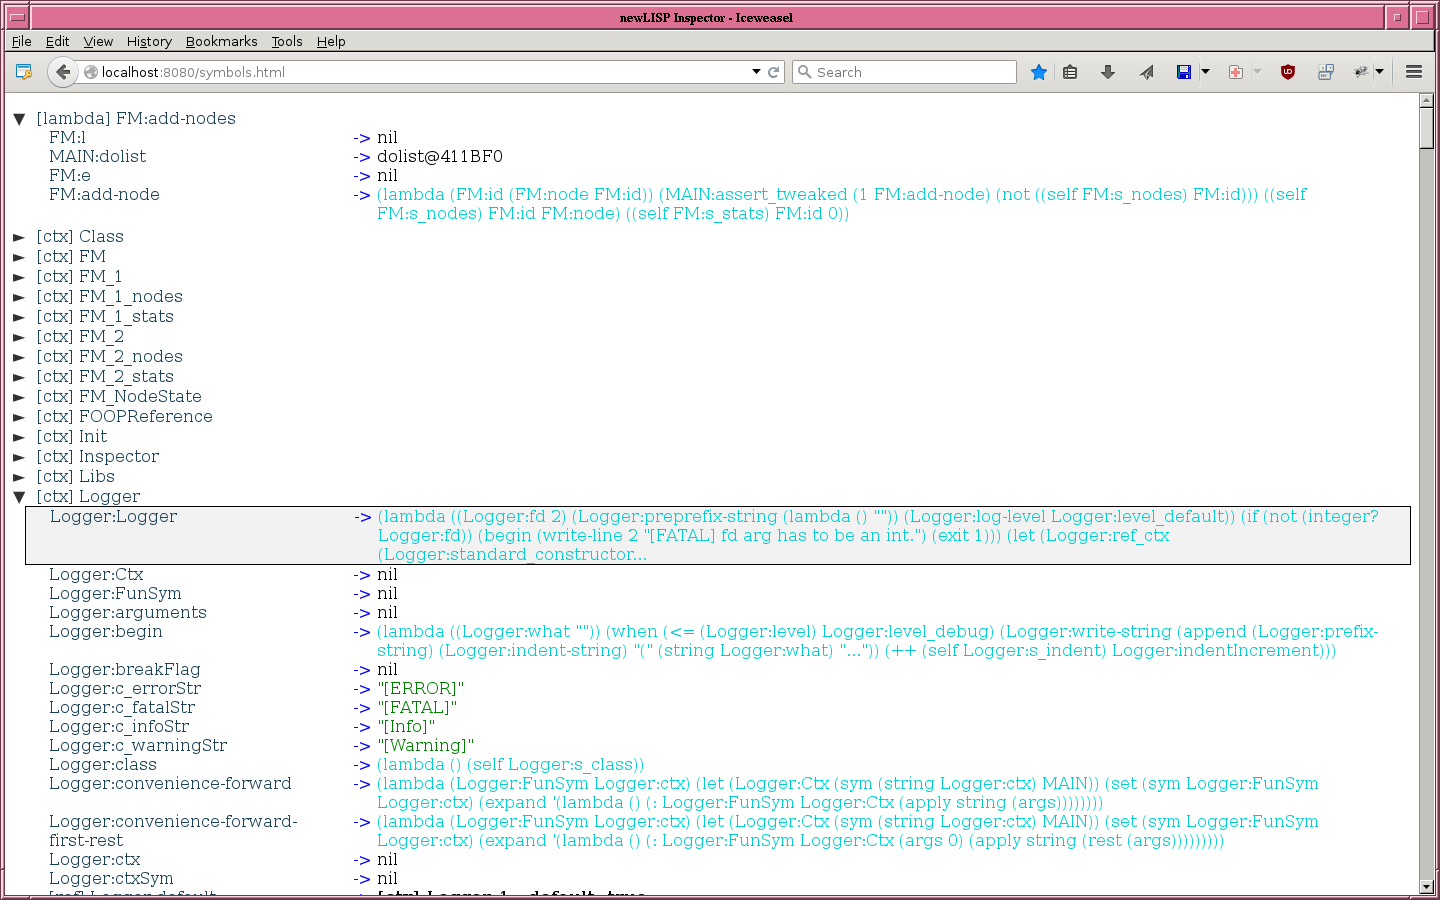 newLISP Inspector - Iceweasel
File Edit View History Bookmarks Tools Help
localhost:8080/symbols.html Search
▼ [lambda] FM:add-nodes
FM:l -> nil
MAIN:dolist -> dolist@411BF0
FM:e -> nil
FM:add-node -> (lambda (FM:id (FM:node FM:id)) (MAIN:assert_tweaked (1 FM:add-node) (not ((self FM:s_nodes) FM:id))) ((self
FM:s_nodes) FM:id FM:node) ((self FM:s_stats) FM:id 0))
► [ctx] Class
► [ctx] FM
► [ctx] FM_1
► [ctx] FM_1_nodes
► [ctx] FM_1_stats
► [ctx] FM_2
► [ctx] FM_2_nodes
► [ctx] FM_2_stats
► [ctx] FM_NodeState
► [ctx] FOOPReference
► [ctx] Init
► [ctx] Inspector
► [ctx] Libs
▼ [ctx] Logger
Logger:Logger -> (lambda ((Logger:fd 2) (Logger:preprefix-string (lambda () "")) (Logger:log-level Logger:level_default)) (if (not (integer?
Logger:fd)) (begin (write-line 2 "[FATAL] fd arg has to be an int.") (exit 1))) (let (Logger:ref_ctx
(Logger:standard_constructor...
Logger:Ctx -> nil
Logger:FunSym -> nil
Logger:arguments -> nil
Logger:begin -> (lambda ((Logger:what "")) (when (<= (Logger:level) Logger:level_debug) (Logger:write-string (append (Logger:prefix-
string) (Logger:indent-string) "(" (string Logger:what) "...")) (++ (self Logger:s_indent) Logger:indentIncrement)))
Logger:breakFlag -> nil
Logger:c_errorStr -> "[ERROR]"
Logger:c_fatalStr -> "[FATAL]"
Logger:c_infoStr -> "[Info]"
Logger:c_warningStr -> "[Warning]"
Logger:class -> (lambda () (self Logger:s_class))
Logger:convenience-forward -> (lambda (Logger:FunSym Logger:ctx) (let (Logger:Ctx (sym (string Logger:ctx) MAIN)) (set (sym Logger:FunSym
Logger:ctx) (expand '(lambda () (: Logger:FunSym Logger:Ctx (apply string (args))))))))
Logger:convenience-forward- -> (lambda (Logger:FunSym Logger:ctx) (let (Logger:Ctx (sym (string Logger:ctx) MAIN)) (set (sym Logger:FunSym
first-rest Logger:ctx) (expand '(lambda () (: Logger:FunSym Logger:Ctx (args 0) (apply string (rest (args)))))))))
Logger:ctx -> nil
Logger:ctxSym -> nil
[ref] Logger:default -> [ctx] Logger_1 default true